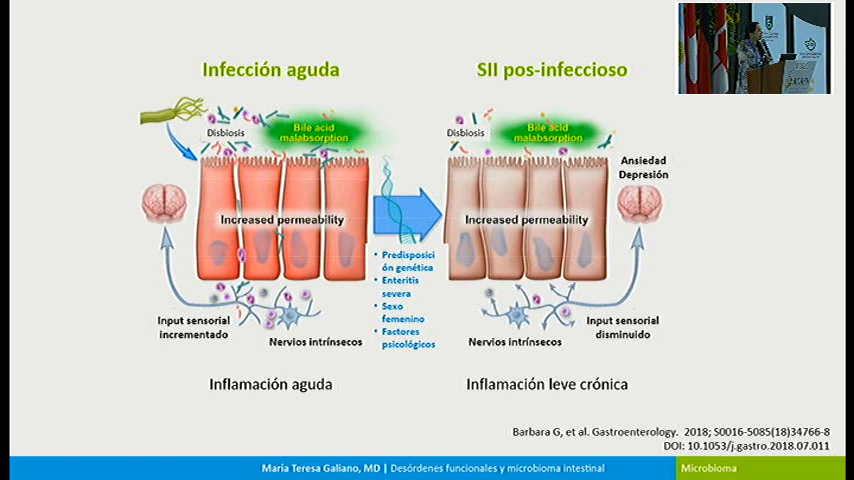 Infección aguda
SII pos-infeccioso
Disbiosis
Bile acid
malabsorption
Disbiosis
Bile acid
malabsorption
Ansiedad
Depresión
Increased permeability
Increased permeability
• Predisposici
ón genética
• Enteritis
severa
• Sexo
femenino
• Factores
psicológicos
Input sensorial
incrementado
Nervios intrínsecos
Nervios intrínsecos
Input sensorial
disminuido
Inflamación aguda
Inflamación leve crónica
Barbara G, et al. Gastroenterology. 2018; S0016-5085(18)34766-8
DOI: 10.1053/j.gastro.2018.07.011
María Teresa Galiano, MD | Desórdenes funcionales y microbioma intestinal
Microbioma